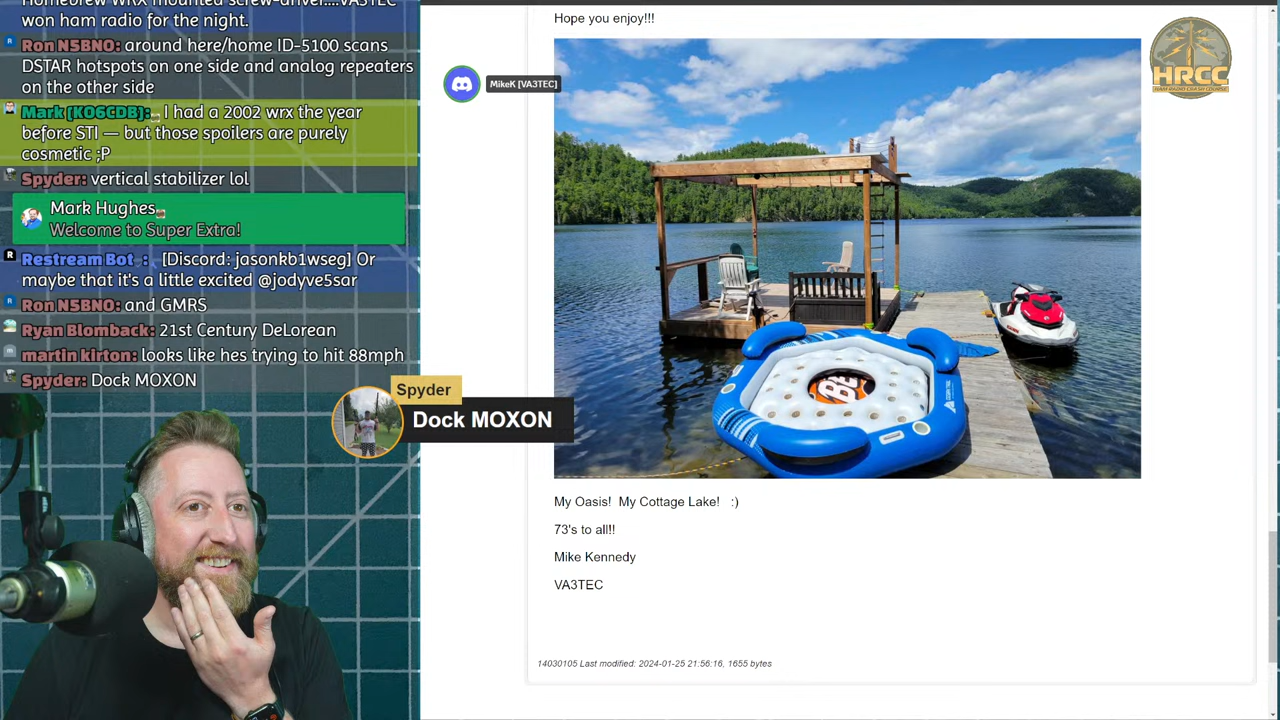 Homebrew WRX mounted screw-driver....VA3TEC
won ham radio for the night.
Ron N5BNO: around here/home ID-5100 scans
DSTAR hotspots on one side and analog repeaters
on the other side
Mark [KO6CDB]: I had a 2002 wrx the year
before STI — but those spoilers are purely
cosmetic ;P
Spyder: vertical stabilizer lol
Mark Hughes
Welcome to Super Extra!
Restream Bot : [Discord: jasonkb1wseg] Or
maybe that it's a little excited @jodyve5sar
Ron N5BNO: and GMRS
Ryan Blomback: 21st Century DeLorean
martin kirton: looks like hes trying to hit 88mph
Spyder: Dock MOXON
Spyder
Dock MOXON
MikeK [VA3TEC]
Hope you enjoy!!!
HRCC
HAM RADIO CRASH COURSE
My Oasis! My Cottage Lake! :)
73's to all!!
Mike Kennedy
VA3TEC
14030105 Last modified: 2024-01-25 21:56:16, 1655 bytes